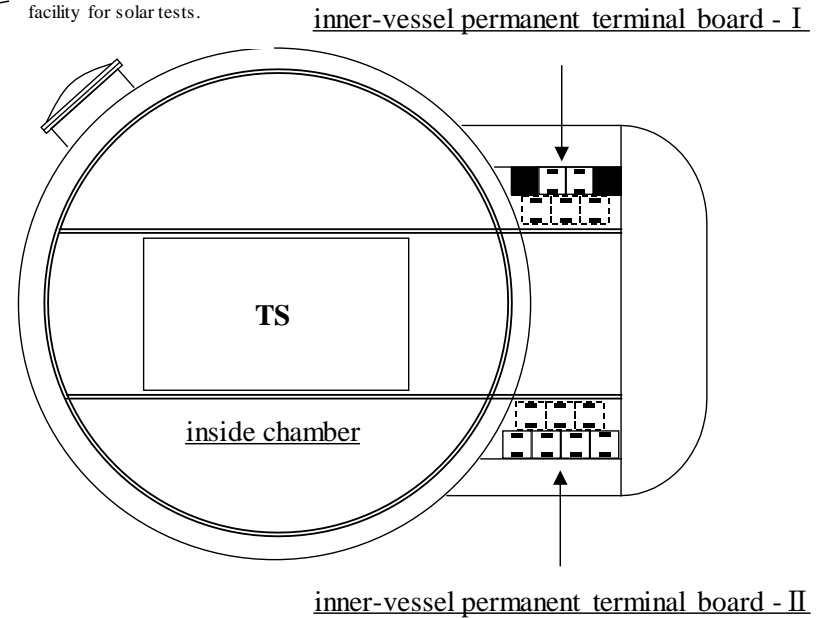 facility for solar tests.
inner-vessel permanent terminal board - Ⅰ
TS
inside chamber
inner-vessel permanent terminal board - Ⅱ